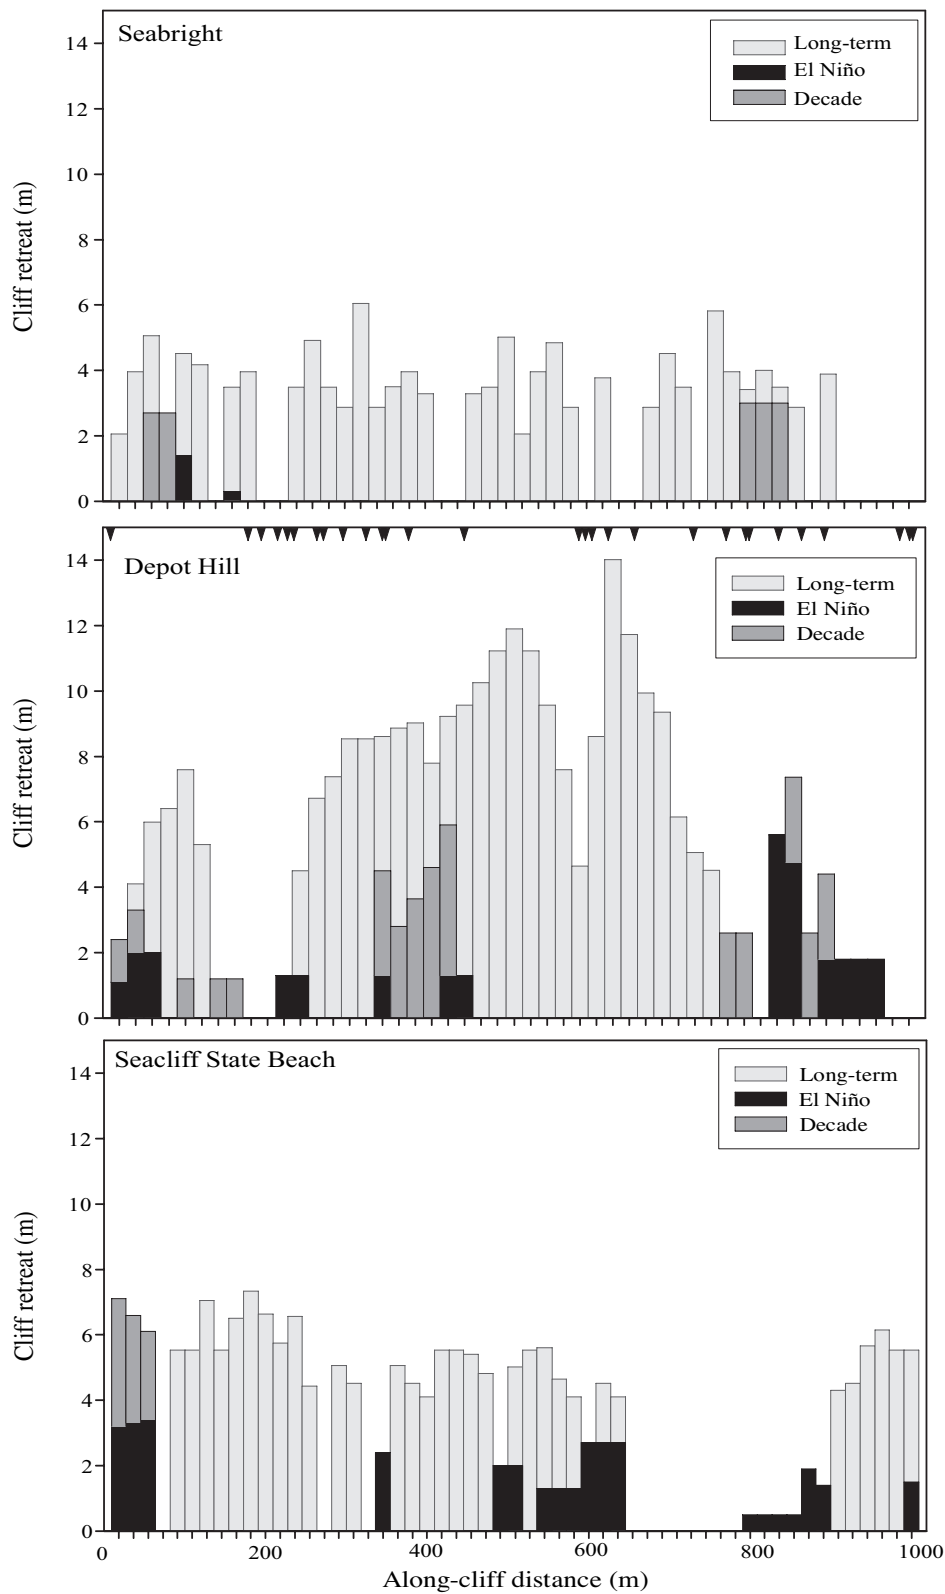 Seabright
Long-term
El Niño
Decade
14
12
10
8
6
4
2
0
Cliff retreat (m)
Depot Hill
Long-term
El Niño
Decade
14
12
10
8
6
4
2
0
Cliff retreat (m)
Seacliff State Beach
Long-term
El Niño
Decade
14
12
10
8
6
4
2
0
Cliff retreat (m)
0 200 400 600 800 1000
Along-cliff distance (m)